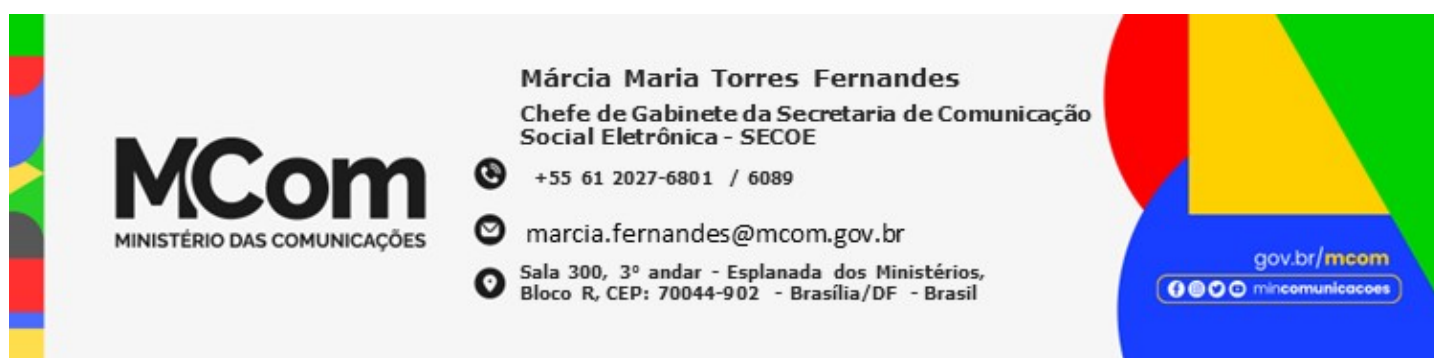 MCom
MINISTÉRIO DAS COMUNICAÇÕES
Márcia Maria Torres Fernandes
Chefe de Gabinete da Secretaria de Comunicação
Social Eletrônica - SECOE
+55 61 2027-6801 / 6089
marcia.fernandes@mcom.gov.br
Sala 300, 3º andar - Esplanada dos Ministérios,
Bloco R, CEP: 70044-902 - Brasília/DF - Brasil
gov.br/mcom
mincomunicacoes